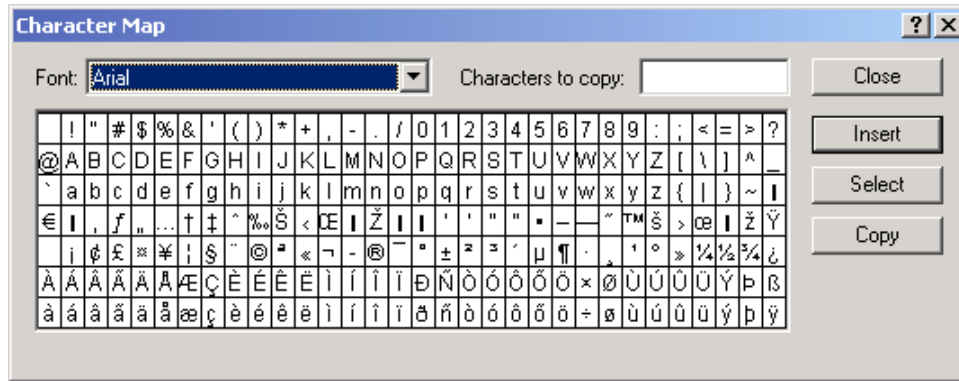 Character Map
Font: Arial Characters to copy: Close
! " # $ % & ' ( ) * + , - . / 0 1 2 3 4 5 6 7 8 9 : ; < = > ?
Insert
@ A B C D E F G H I J K L M N O P Q R S T U V W X Y Z [ \ ] ^ _
` a b c d e f g h i j k l m n o p q r s t u v w x y z { | } ~ ▯
Select
€ ▯ ‚ ƒ „ … † ‡ ˆ ‰ Š ‹ Œ ▯ Ž ▯ ▯ ' ' " " • – — ˜ ™ š › œ ▯ ž Ÿ
Copy
¡ ¢ £ ¤ ¥ ¦ § ¨ © ª « ¬ - ® ¯ ° ± ² ³ ´ µ ¶ · ¸ ¹ º » ¼ ½ ¾ ¿
À Á Â Ã Ä Å Æ Ç È É Ê Ë Ì Í Î Ï Ð Ñ Ò Ó Ô Õ Ö × Ø Ù Ú Û Ü Ý Þ ß
à á â ã ä å æ ç è é ê ë ì í î ï ð ñ ò ó ô õ ö ÷ ø ù ú û ü ý þ ÿ